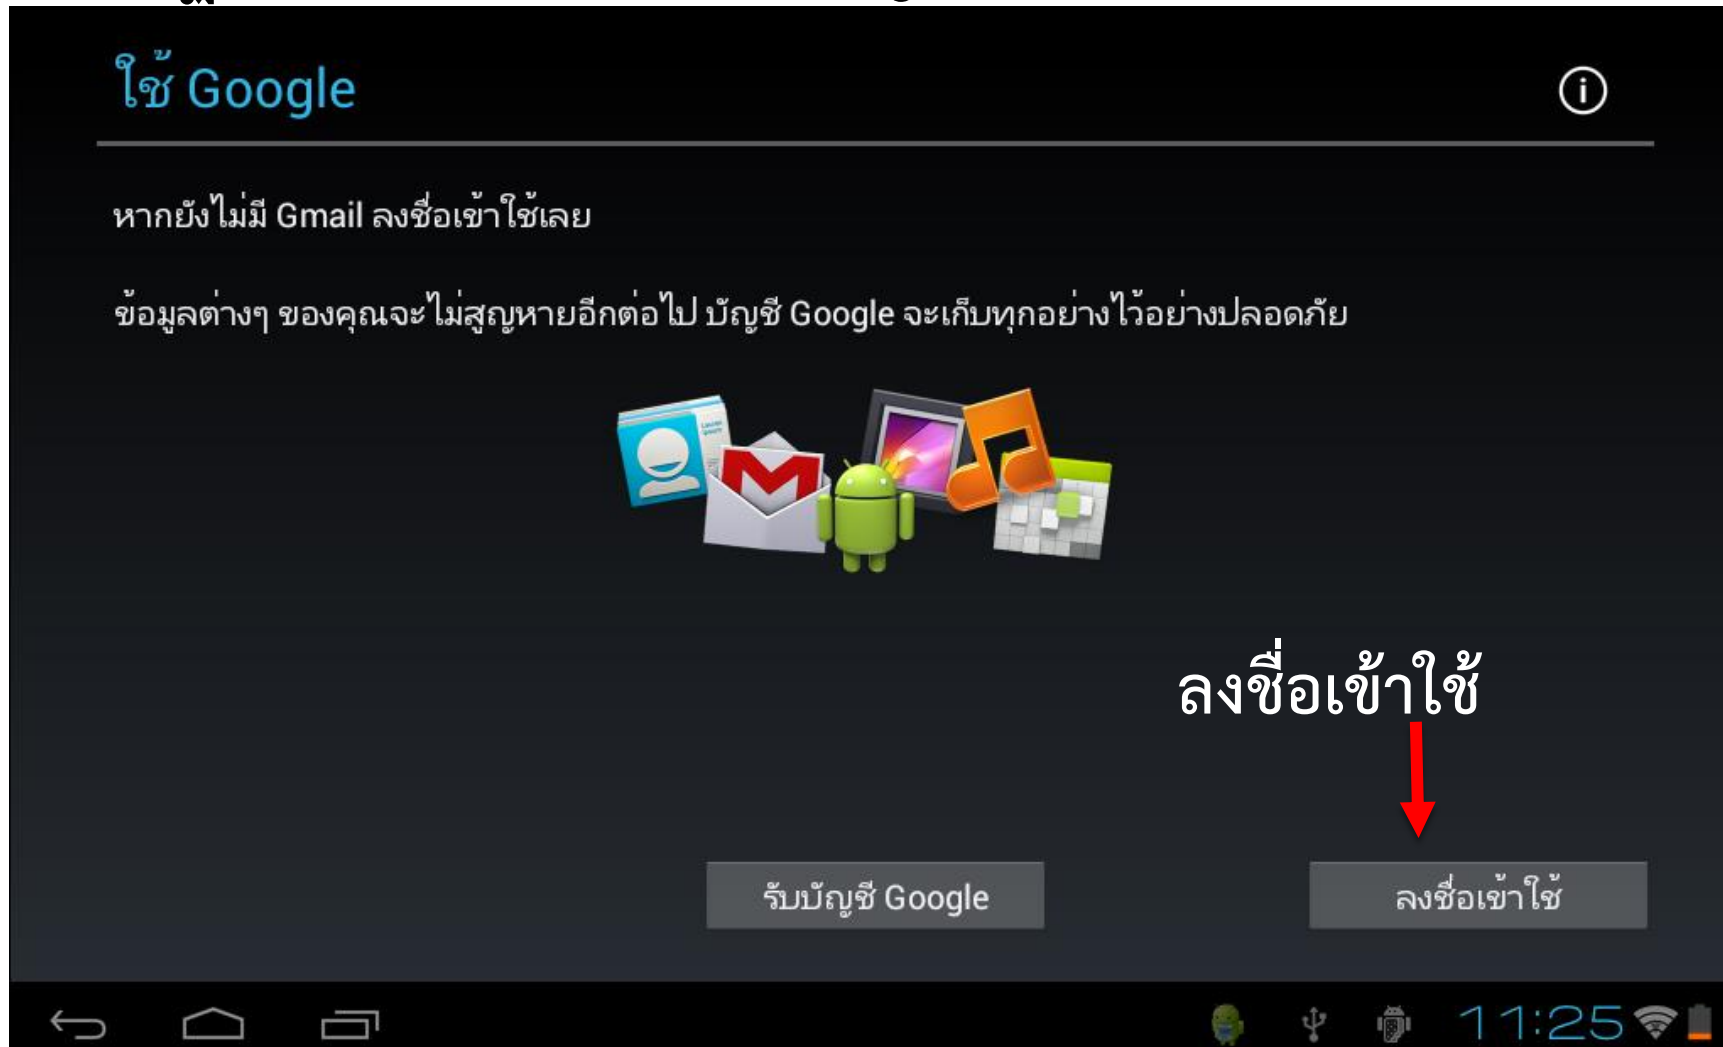 ใช้ Google
หากยังไม่มี Gmail ลงชื่อเข้าใช้เลย
ข้อมูลต่างๆ ของคุณจะไม่สูญหายอีกต่อไป บัญชี Google จะเก็บทุกอย่างไว้อย่างปลอดภัย
ลงชื่อเข้าใช้
รับบัญชี Google
ลงชื่อเข้าใช้
11:25